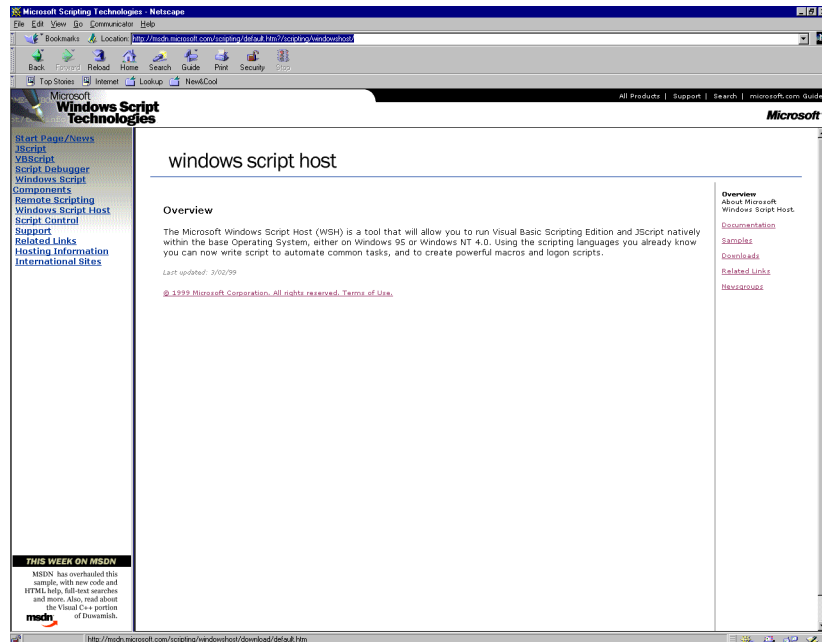 Microsoft Scripting Technologies - Netscape
File Edit View Go Communicator Help
Bookmarks Location: http://msdn.microsoft.com/scripting/default.htm?/scripting/windowshost/
Back Forward Reload Home Search Guide Print Security Stop
Top Stories Internet Lookup New&Cool
Microsoft
Windows Script
Technologies
All Products | Support | Search | microsoft.com Guide
Microsoft
Start Page/News
JScript
VBScript
Script Debugger
Windows Script
Components
Remote Scripting
Windows Script Host
Script Control
Support
Related Links
Hosting Information
International Sites
windows script host
Overview
The Microsoft Windows Script Host (WSH) is a tool that will allow you to run Visual Basic Scripting Edition and JScript natively
within the base Operating System, either on Windows 95 or Windows NT 4.0. Using the scripting languages you already know
you can now write script to automate common tasks, and to create powerful macros and logon scripts.
Last updated: 3/02/99
© 1999 Microsoft Corporation. All rights reserved. Terms of Use.
Overview
About Microsoft
Windows Script Host.
Documentation
Samples
Downloads
Related Links
Newsgroups
THIS WEEK ON MSDN
MSDN has overhauled this
sample, with new code and
HTML help, full-text searches
and more. Also, read about
the Visual C++ portion
of Duwamish.
msdn
http://msdn.microsoft.com/scripting/windowshost/download/default.htm